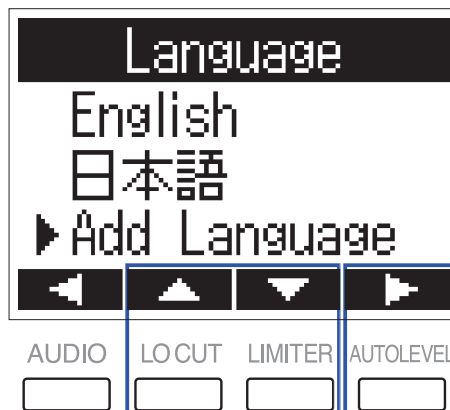 Language
English
日本語
Add Language
AUDIO LO CUT LIMITER AUTOLEVEL